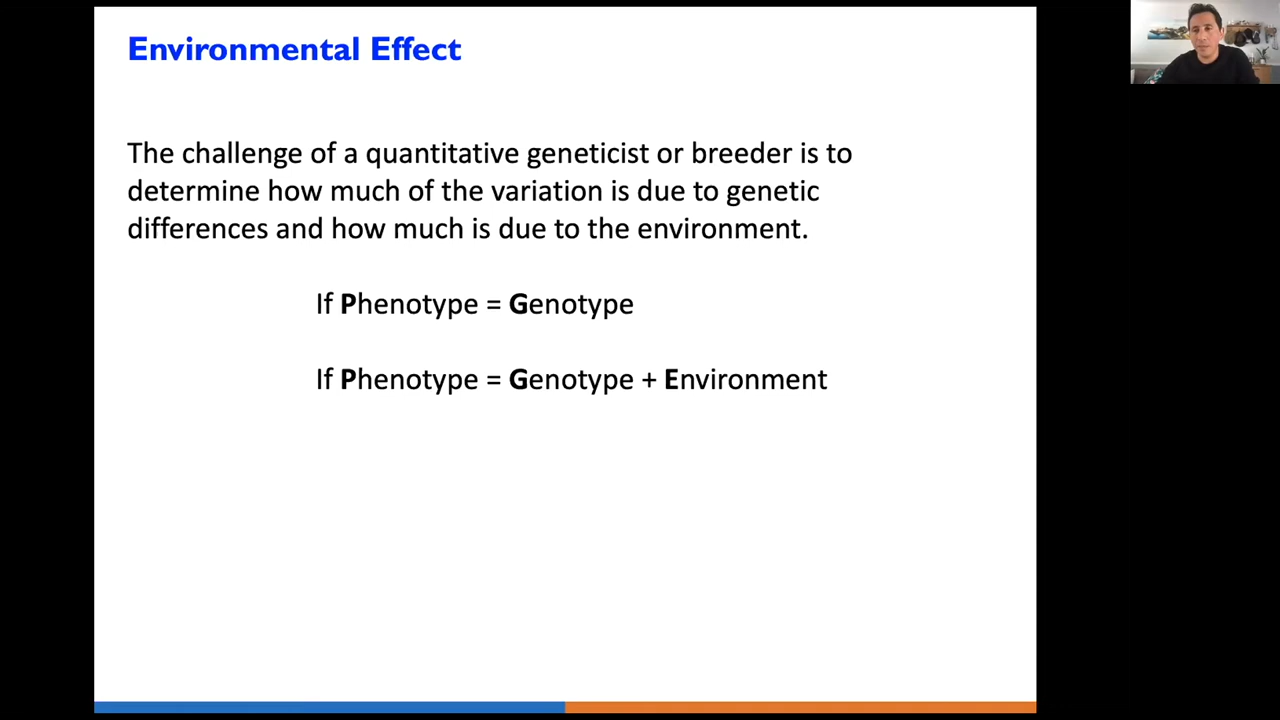 Environmental Effect
The challenge of a quantitative geneticist or breeder is to
determine how much of the variation is due to genetic
differences and how much is due to the environment.
If Phenotype = Genotype
If Phenotype = Genotype + Environment